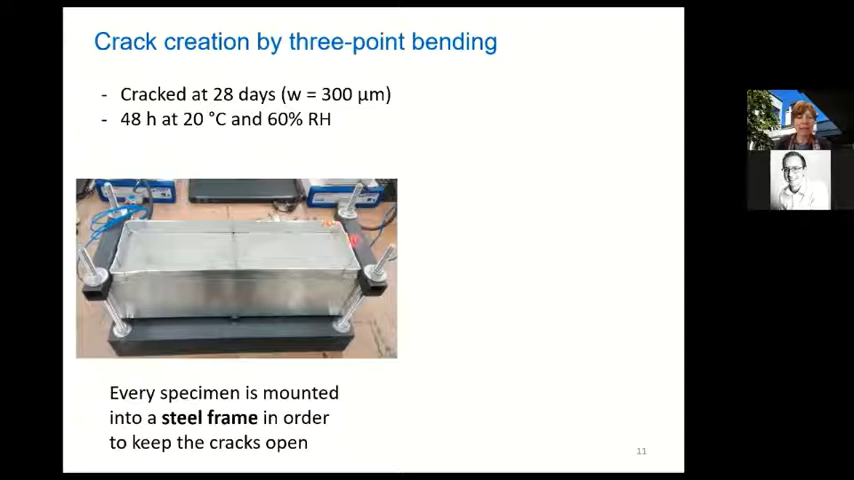 Crack creation by three-point bending
- Cracked at 28 days (w = 300 µm)
- 48 h at 20 °C and 60% RH
Every specimen is mounted
into a steel frame in order
to keep the cracks open
11